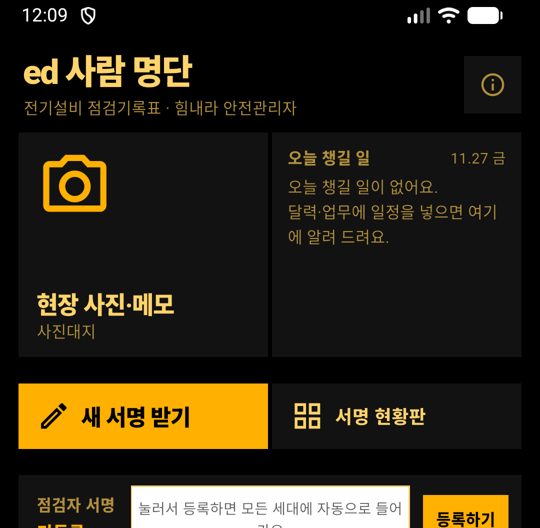 12:09
ed 사람 명단
전기설비 점검기록표 · 힘내라 안전관리자
현장 사진·메모
사진대지
오늘 챙길 일 11.27 금
오늘 챙길 일이 없어요.
달력·업무에 일정을 넣으면 여기
에 알려 드려요.
새 서명 받기
서명 현황판
점검자 서명
눌러서 등록하면 모든 세대에 자동으로 들어
등록하기